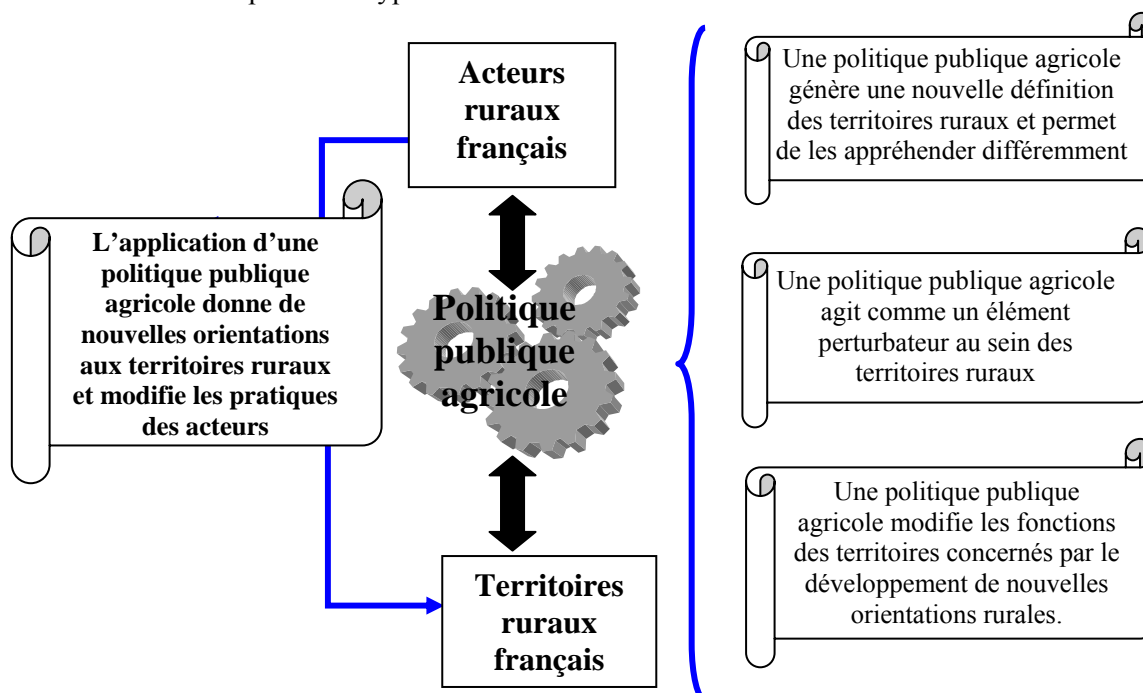 Acteurs
ruraux
français
L’application d’une
politique publique
agricole donne de
nouvelles orientations
aux territoires ruraux
et modifie les pratiques
des acteurs
Politique
publique
agricole
Territoires
ruraux
français
Une politique publique agricole
génère une nouvelle définition
des territoires ruraux et permet
de les appréhender différemment
Une politique publique agricole
agit comme un élément
perturbateur au sein des
territoires ruraux
Une politique publique
agricole modifie les fonctions
des territoires concernés par le
développement de nouvelles
orientations rurales.